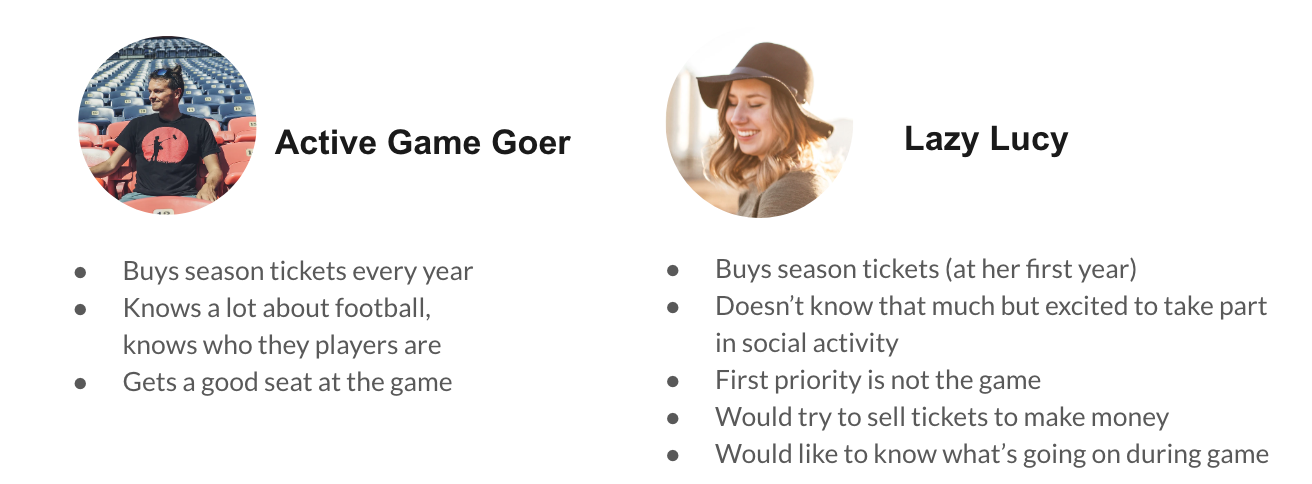 Active Game Goer
● Buys season tickets every year
● Knows a lot about football,
knows who they players are
● Gets a good seat at the game
Lazy Lucy
● Buys season tickets (at her first year)
● Doesn’t know that much but excited to take part
in social activity
● First priority is not the game
● Would try to sell tickets to make money
● Would like to know what’s going on during game